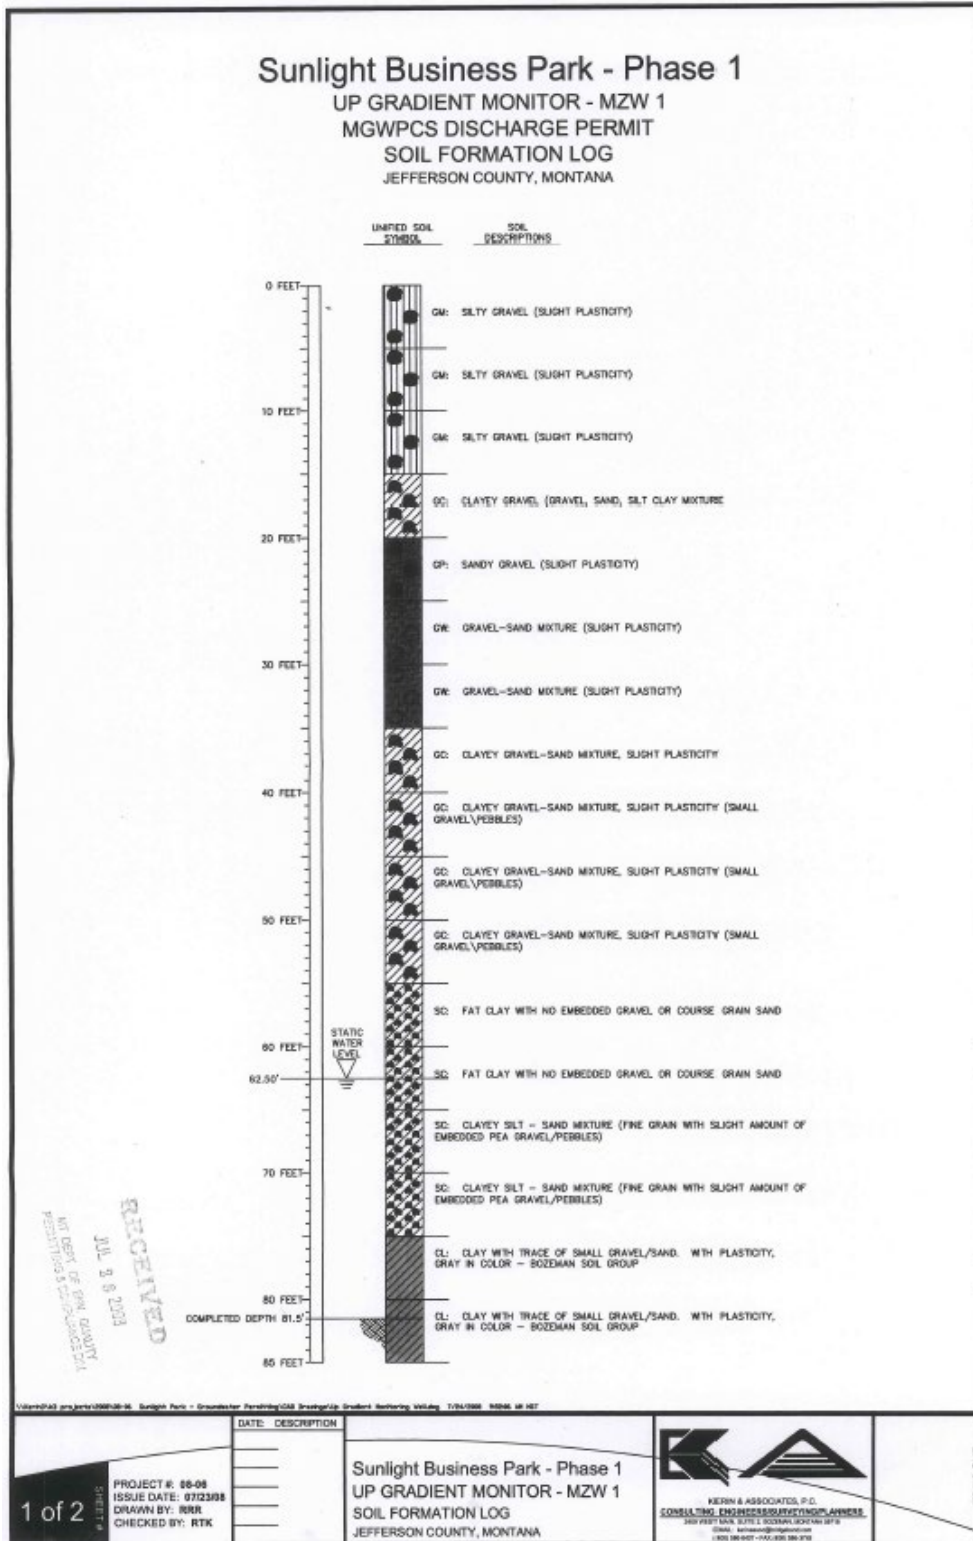 Sunlight Business Park - Phase 1
UP GRADIENT MONITOR - MZW 1
MGWPCS DISCHARGE PERMIT
SOIL FORMATION LOG
JEFFERSON COUNTY, MONTANA
UNIFIED SOIL SYMBOL
SOIL DESCRIPTIONS
0 FEET
GM: SILTY GRAVEL (SLIGHT PLASTICITY)
GM: SILTY GRAVEL (SLIGHT PLASTICITY)
10 FEET
GM: SILTY GRAVEL (SLIGHT PLASTICITY)
GC: CLAYEY GRAVEL (GRAVEL, SAND, SILT CLAY MIXTURE
20 FEET
GP: SANDY GRAVEL (SLIGHT PLASTICITY)
GW: GRAVEL-SAND MIXTURE (SLIGHT PLASTICITY)
30 FEET
GW: GRAVEL-SAND MIXTURE (SLIGHT PLASTICITY)
GC: CLAYEY GRAVEL-SAND MIXTURE, SLIGHT PLASTICITY
40 FEET
GC: CLAYEY GRAVEL-SAND MIXTURE, SLIGHT PLASTICITY (SMALL
GRAVEL\PEBBLES)
GC: CLAYEY GRAVEL-SAND MIXTURE, SLIGHT PLASTICITY (SMALL
GRAVEL\PEBBLES)
50 FEET
GC: CLAYEY GRAVEL-SAND MIXTURE, SLIGHT PLASTICITY (SMALL
GRAVEL\PEBBLES)
SC: FAT CLAY WITH NO EMBEDDED GRAVEL OR COURSE GRAIN SAND
STATIC
WATER
LEVEL
60 FEET
62.50'
SC: FAT CLAY WITH NO EMBEDDED GRAVEL OR COURSE GRAIN SAND
SC: CLAYEY SILT - SAND MIXTURE (FINE GRAIN WITH SLIGHT AMOUNT OF
EMBEDDED PEA GRAVEL/PEBBLES)
70 FEET
SC: CLAYEY SILT - SAND MIXTURE (FINE GRAIN WITH SLIGHT AMOUNT OF
EMBEDDED PEA GRAVEL/PEBBLES)
CL: CLAY WITH TRACE OF SMALL GRAVEL/SAND. WITH PLASTICITY,
GRAY IN COLOR - BOZEMAN SOIL GROUP
80 FEET
COMPLETED DEPTH 81.5'
CL: CLAY WITH TRACE OF SMALL GRAVEL/SAND. WITH PLASTICITY,
GRAY IN COLOR - BOZEMAN SOIL GROUP
85 FEET
RECEIVED
JUL 28 2008
MT DEPT. OF ENV. QUALITY
DATE: DESCRIPTION
1 of 2
SHEET #
PROJECT #: 08-06
ISSUE DATE: 07/23/08
DRAWN BY: RRR
CHECKED BY: RTK
Sunlight Business Park - Phase 1
UP GRADIENT MONITOR - MZW 1
SOIL FORMATION LOG
JEFFERSON COUNTY, MONTANA
KERIN & ASSOCIATES, P.C.
CONSULTING ENGINEERS/SURVEYING/PLANNERS